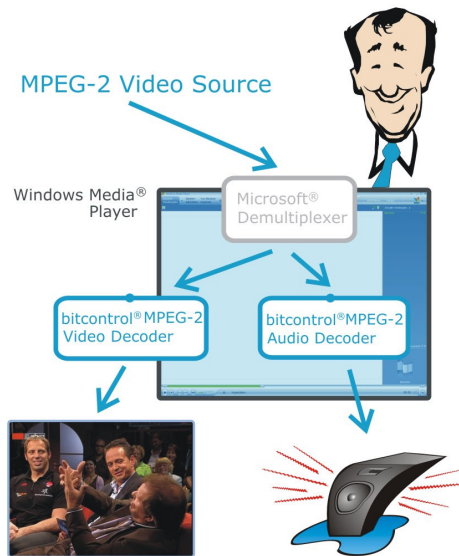 MPEG-2 Video Source
Windows Media®
Player
Microsoft®
Demultiplexer
bitcontrol®MPEG-2
Video Decoder
bitcontrol®MPEG-2
Audio Decoder